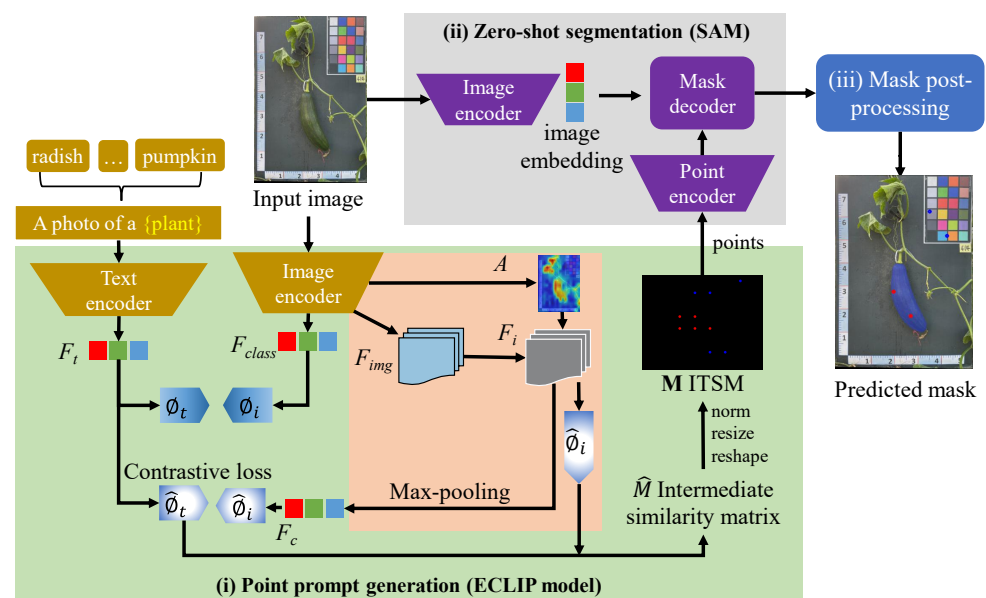 (ii) Zero-shot segmentation (SAM)
Image
encoder
image
embedding
Mask
decoder
Point
encoder
(iii) Mask post-
processing
radish
...
pumpkin
A photo of a {plant}
Input image
points
Predicted mask
Text
encoder
Image
encoder
A
F_t
F_class
F_img
F_i
∅_t
∅_i
M ITSM
norm
resize
reshape
∅̂_i
Contrastive loss
∅̂_t
∅̂_i
F_c
Max-pooling
M̂ Intermediate
similarity matrix
(i) Point prompt generation (ECLIP model)